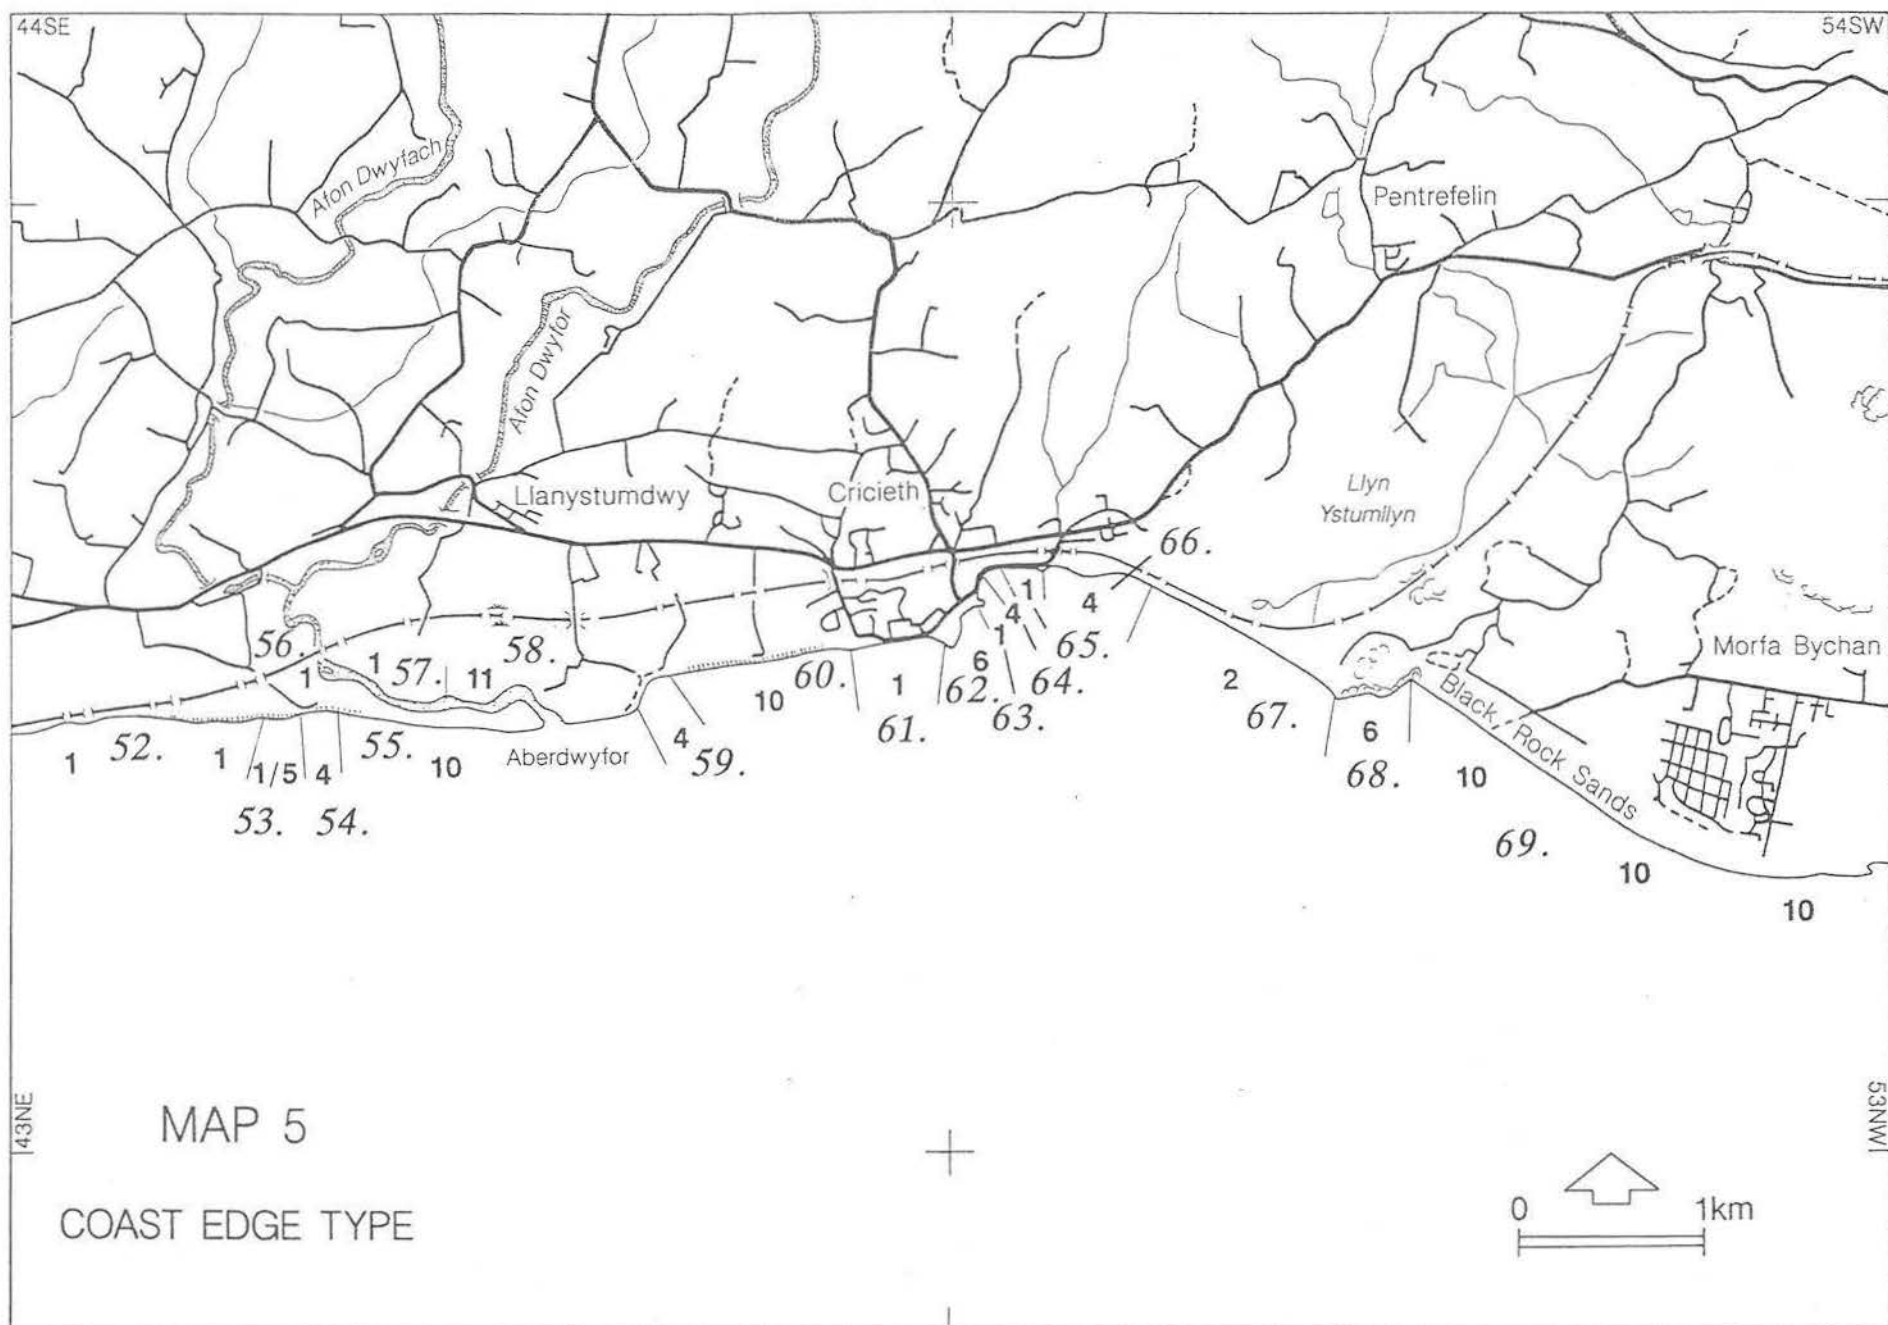 44SE
54SW
Afon Dwyfach
Pentrefelin
Afon Dwyfor
Llanystumdwy
Cricieth
Llyn
Ystumllyn
66.
1
4
4
65.
1
64.
6
62.
63.
56.
1
1
57.
11
58.
60.
1
61.
10
4
59.
2
67.
6
68.
Morfa Bychan
Black Rock Sands
10
69.
10
10
1
52.
1
1/5
4
55.
10
Aberdwyfor
53.
54.
43NE
53NW
MAP 5
COAST EDGE TYPE
0
1km